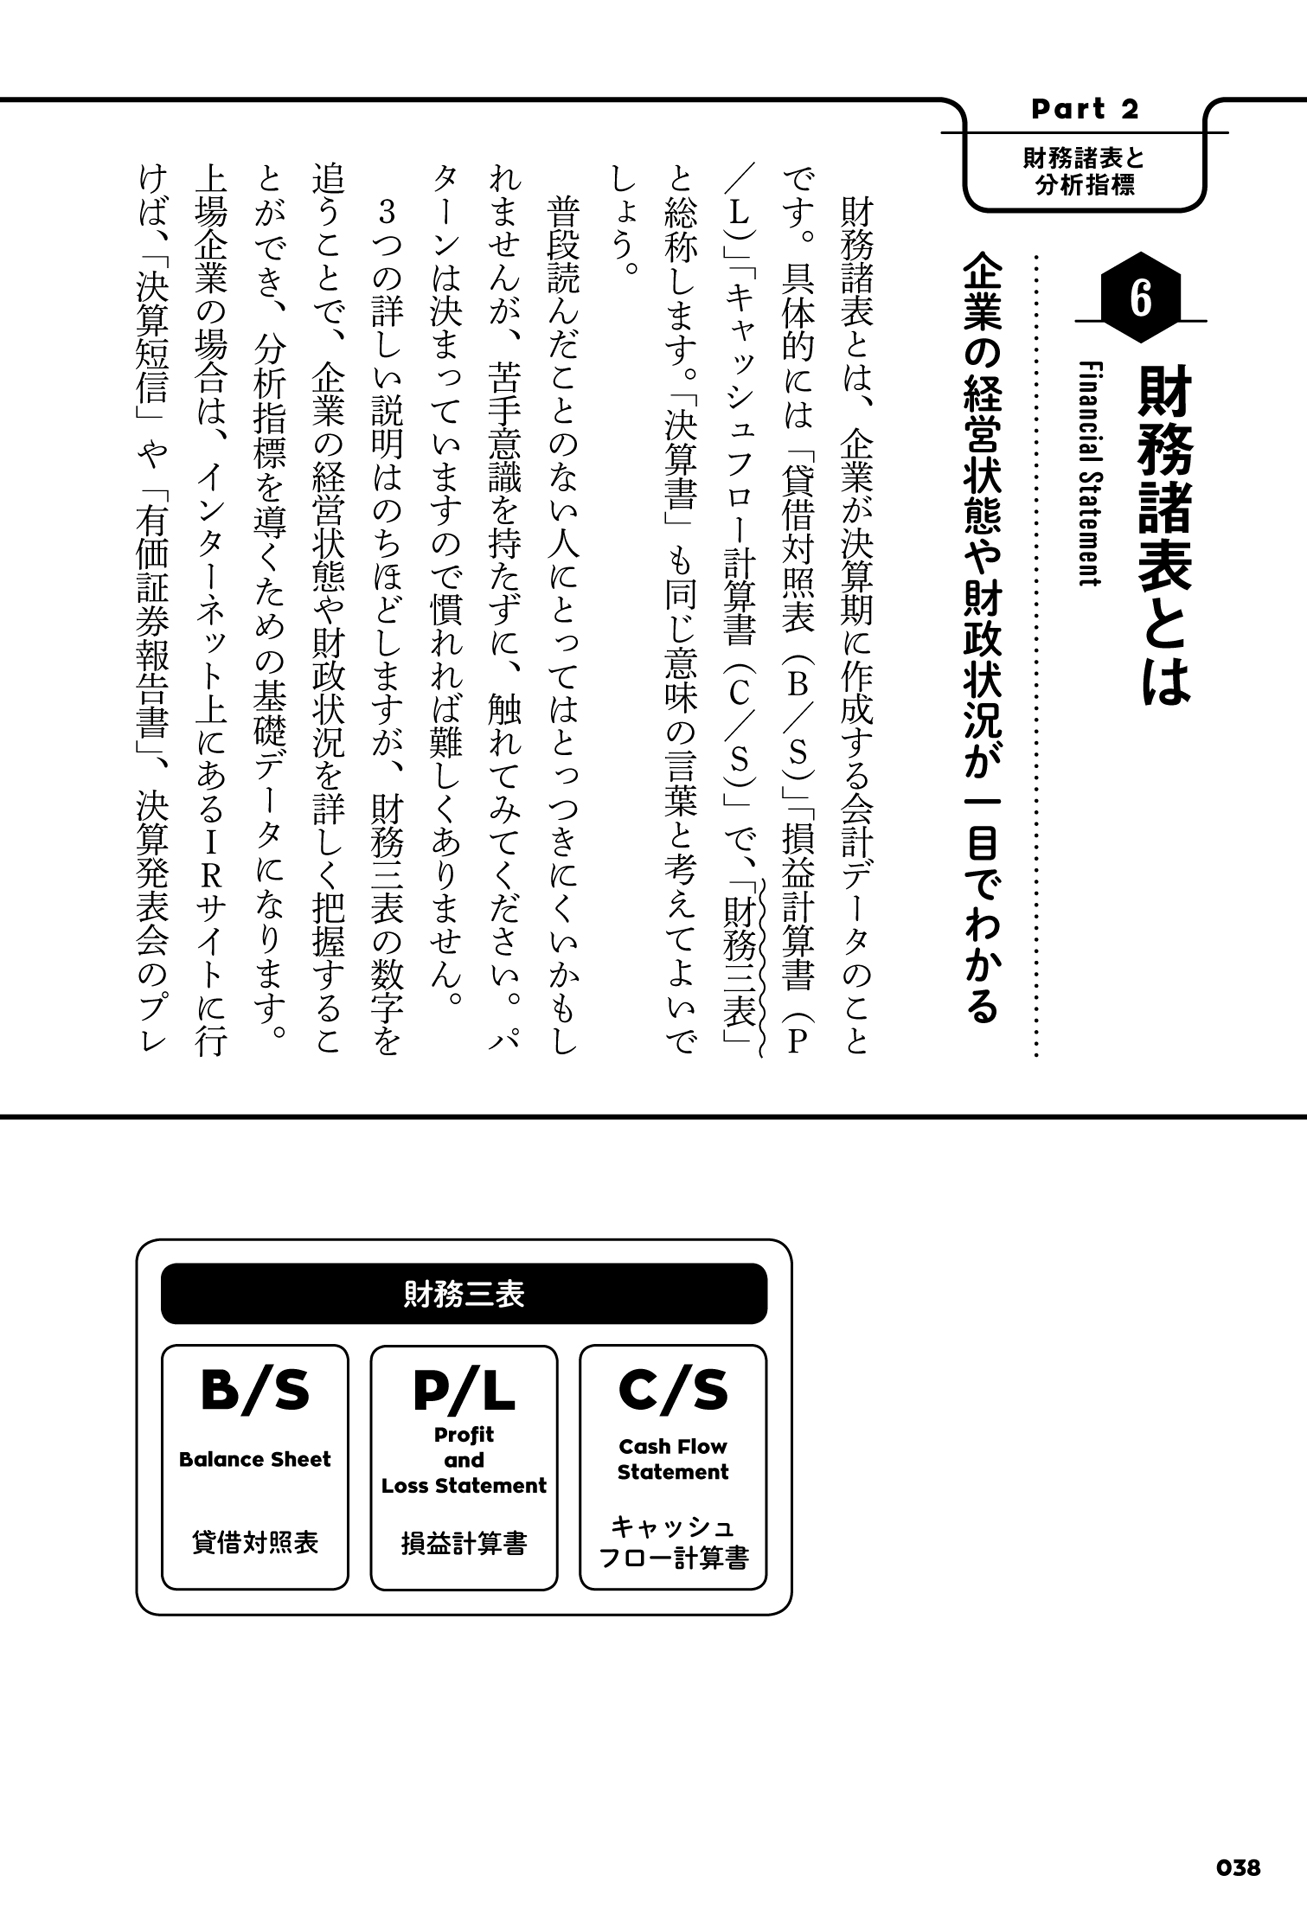 Part 2
財務諸表と
分析指標
6
財務諸表とは
Financial Statement
企業の経営状態や財政状況が一目でわかる
財務諸表とは、企業が決算期に作成する会計データのこと
です。具体的には「貸借対照表（B／S）」「損益計算書（P
／L）」「キャッシュフロー計算書（C／S）」で、「財務三表」
と総称します。「決算書」も同じ意味の言葉と考えてよいで
しょう。
普段読んだことのない人にとってはとっつきにくいかもし
れませんが、苦手意識を持たずに、触れてみてください。パ
ターンは決まっていますので慣れれば難しくありません。
3つの詳しい説明はのちほどしますが、財務三表の数字を
追うことで、企業の経営状態や財政状況を詳しく把握するこ
とができ、分析指標を導くための基礎データになります。
上場企業の場合は、インターネット上にあるIRサイトに行
けば、「決算短信」や「有価証券報告書」、決算発表会のプレ
財務三表
B/S
Balance Sheet
貸借対照表
P/L
Profit
and
Loss Statement
損益計算書
C/S
Cash Flow
Statement
キャッシュ
フロー計算書
038